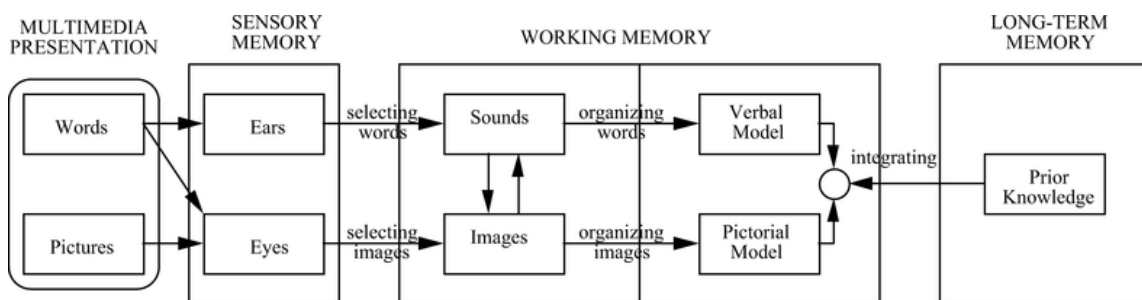 MULTIMEDIA
PRESENTATION
SENSORY
MEMORY
WORKING MEMORY
LONG-TERM
MEMORY
Words
Ears
selecting
words
Sounds
organizing
words
Verbal
Model
integrating
Prior
Knowledge
Pictures
Eyes
selecting
images
Images
organizing
images
Pictorial
Model